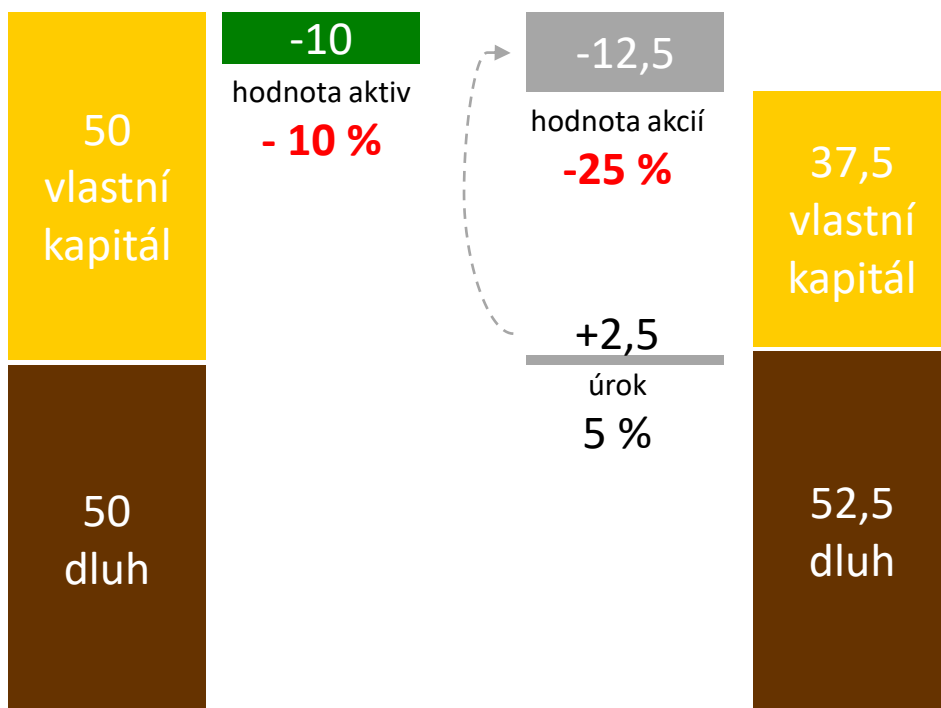 50
vlastní
kapitál
50
dluh
-10
hodnota aktiv
- 10 %
-12,5
hodnota akcií
-25 %
+2,5
úrok
5 %
37,5
vlastní
kapitál
52,5
dluh